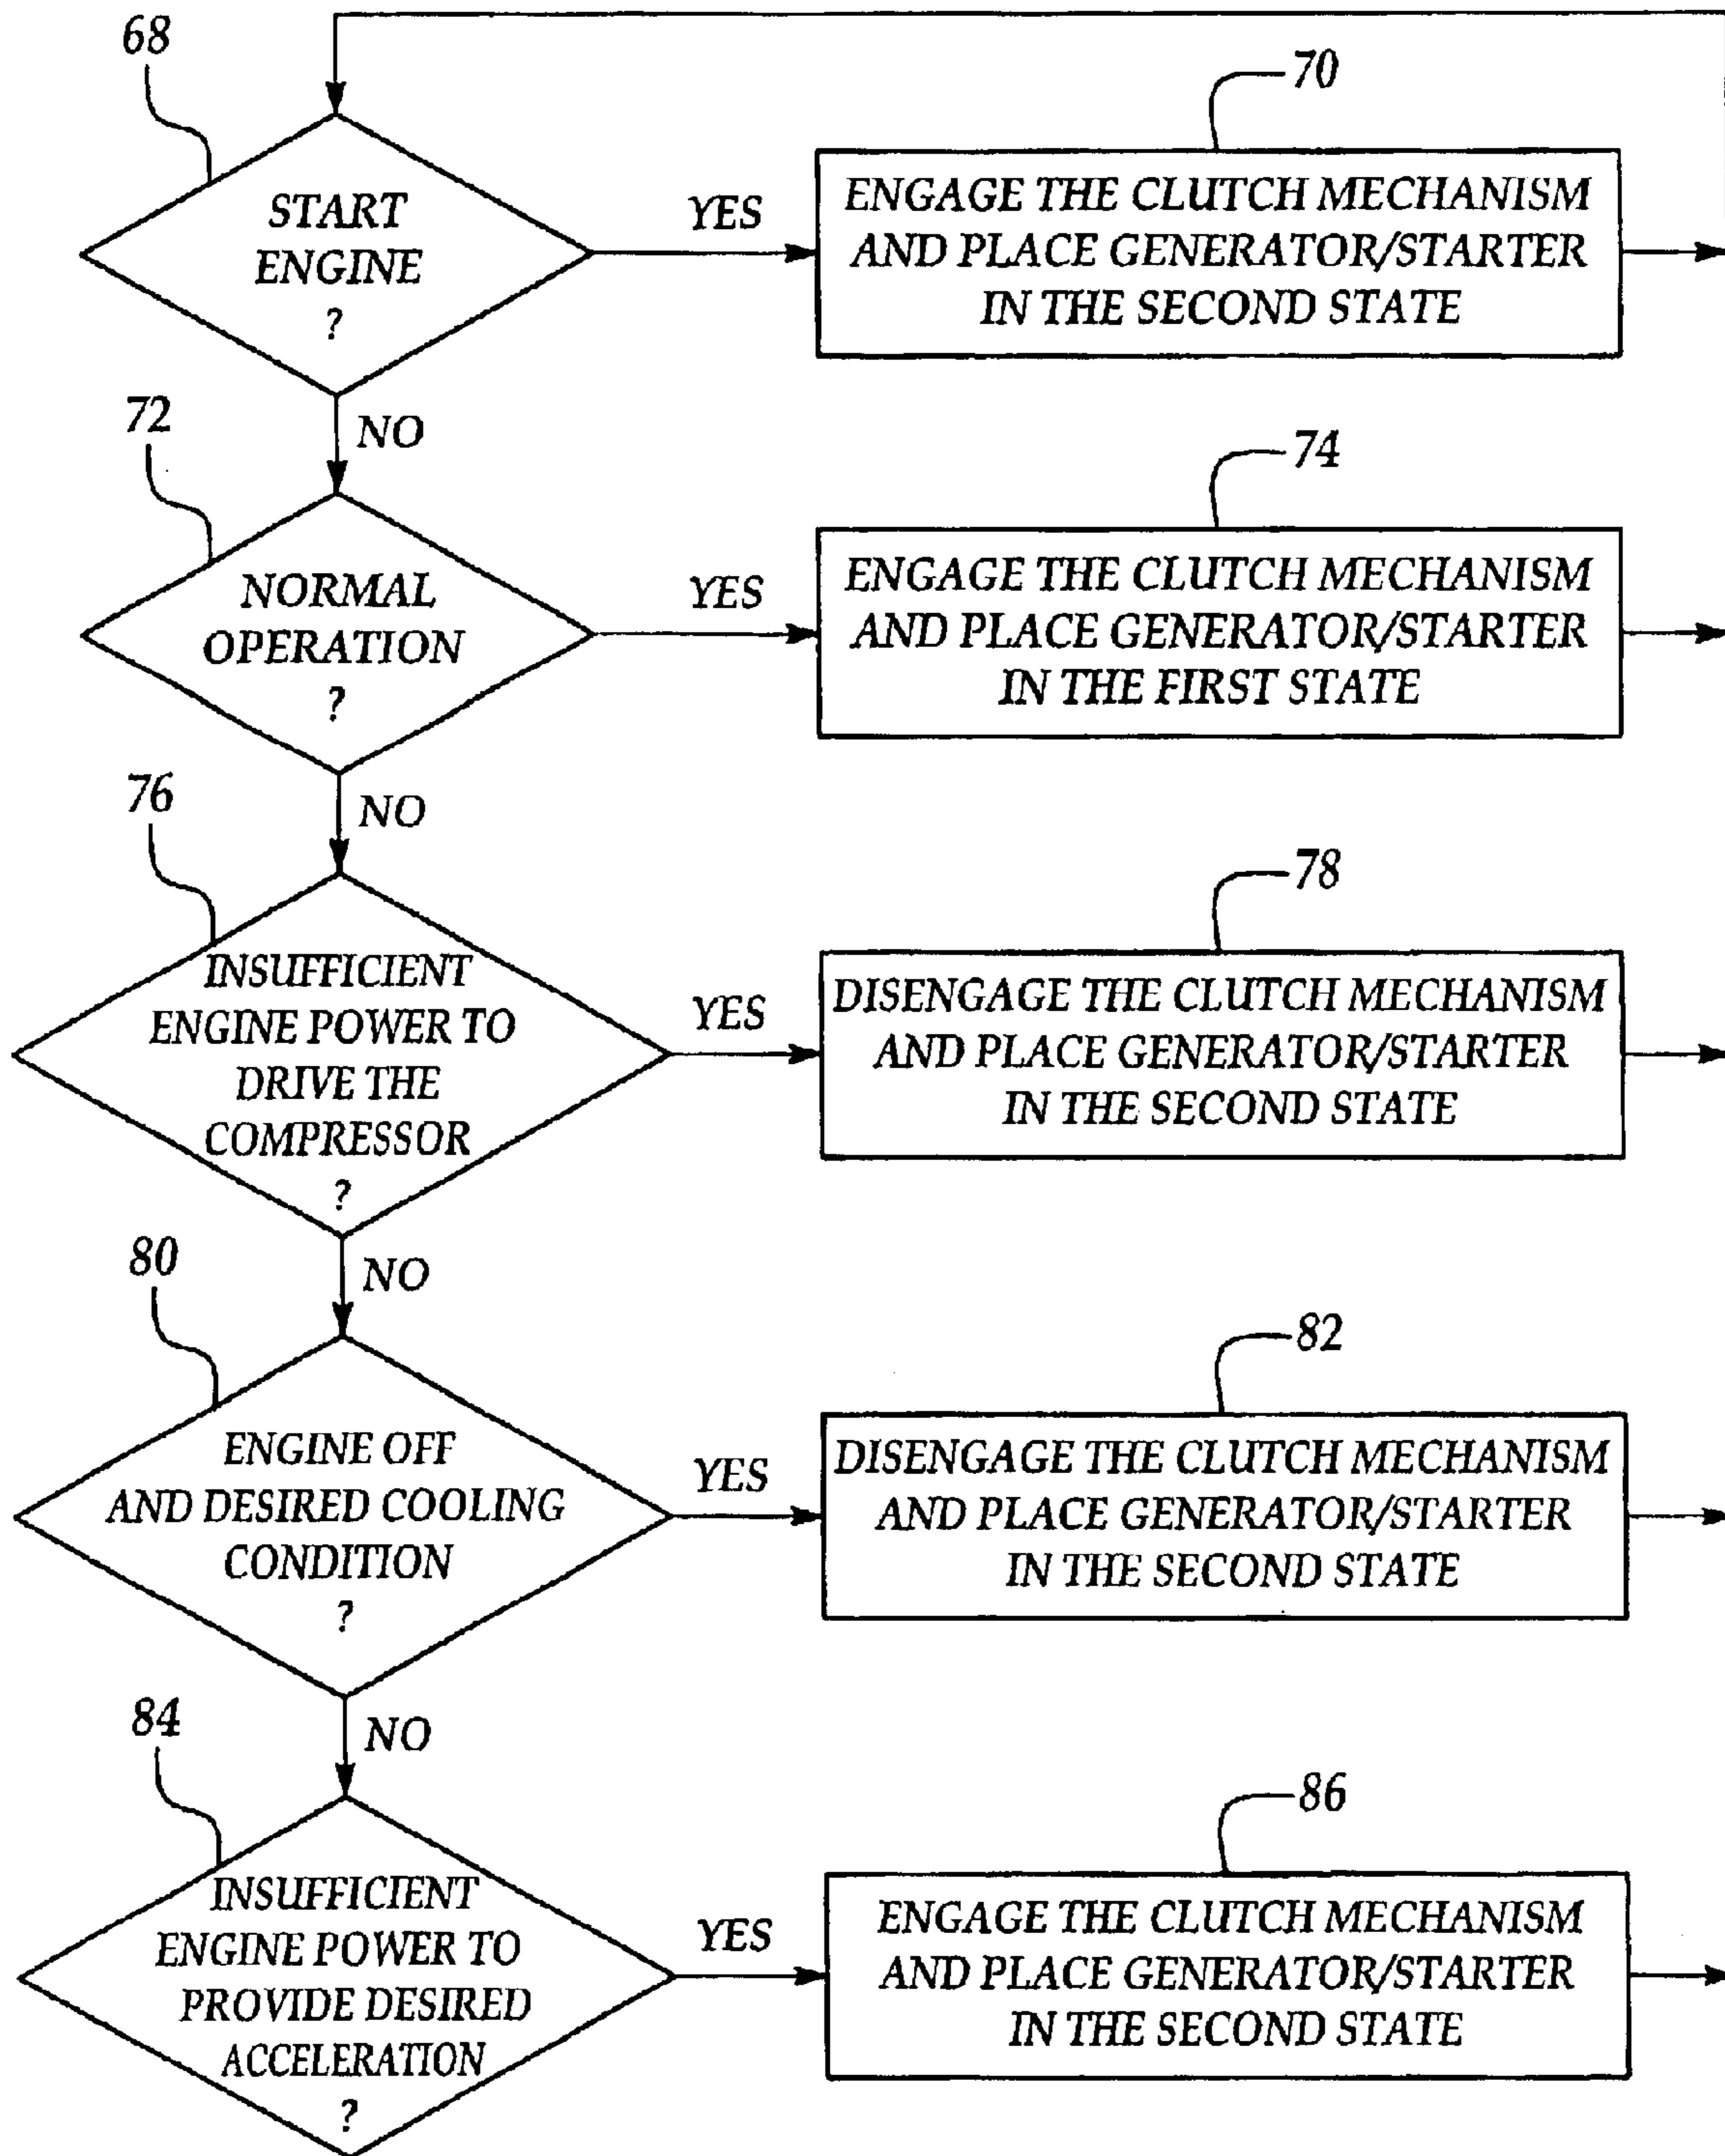 68
START
ENGINE
?
YES
70
ENGAGE THE CLUTCH MECHANISM
AND PLACE GENERATOR/STARTER
IN THE SECOND STATE
NO
72
NORMAL
OPERATION
?
YES
74
ENGAGE THE CLUTCH MECHANISM
AND PLACE GENERATOR/STARTER
IN THE FIRST STATE
NO
76
INSUFFICIENT
ENGINE POWER TO
DRIVE THE
COMPRESSOR
?
YES
78
DISENGAGE THE CLUTCH MECHANISM
AND PLACE GENERATOR/STARTER
IN THE SECOND STATE
NO
80
ENGINE OFF
AND DESIRED COOLING
CONDITION
?
YES
82
DISENGAGE THE CLUTCH MECHANISM
AND PLACE GENERATOR/STARTER
IN THE SECOND STATE
NO
84
INSUFFICIENT
ENGINE POWER TO
PROVIDE DESIRED
ACCELERATION
?
YES
86
ENGAGE THE CLUTCH MECHANISM
AND PLACE GENERATOR/STARTER
IN THE SECOND STATE